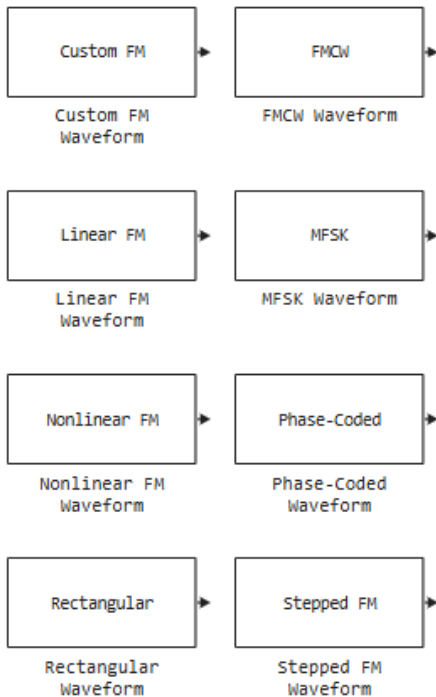 Custom FM
FMCW
Custom FM
Waveform
FMCW Waveform
Linear FM
MFSK
Linear FM
Waveform
MFSK Waveform
Nonlinear FM
Phase-Coded
Nonlinear FM
Waveform
Phase-Coded
Waveform
Rectangular
Stepped FM
Rectangular
Waveform
Stepped FM
Waveform